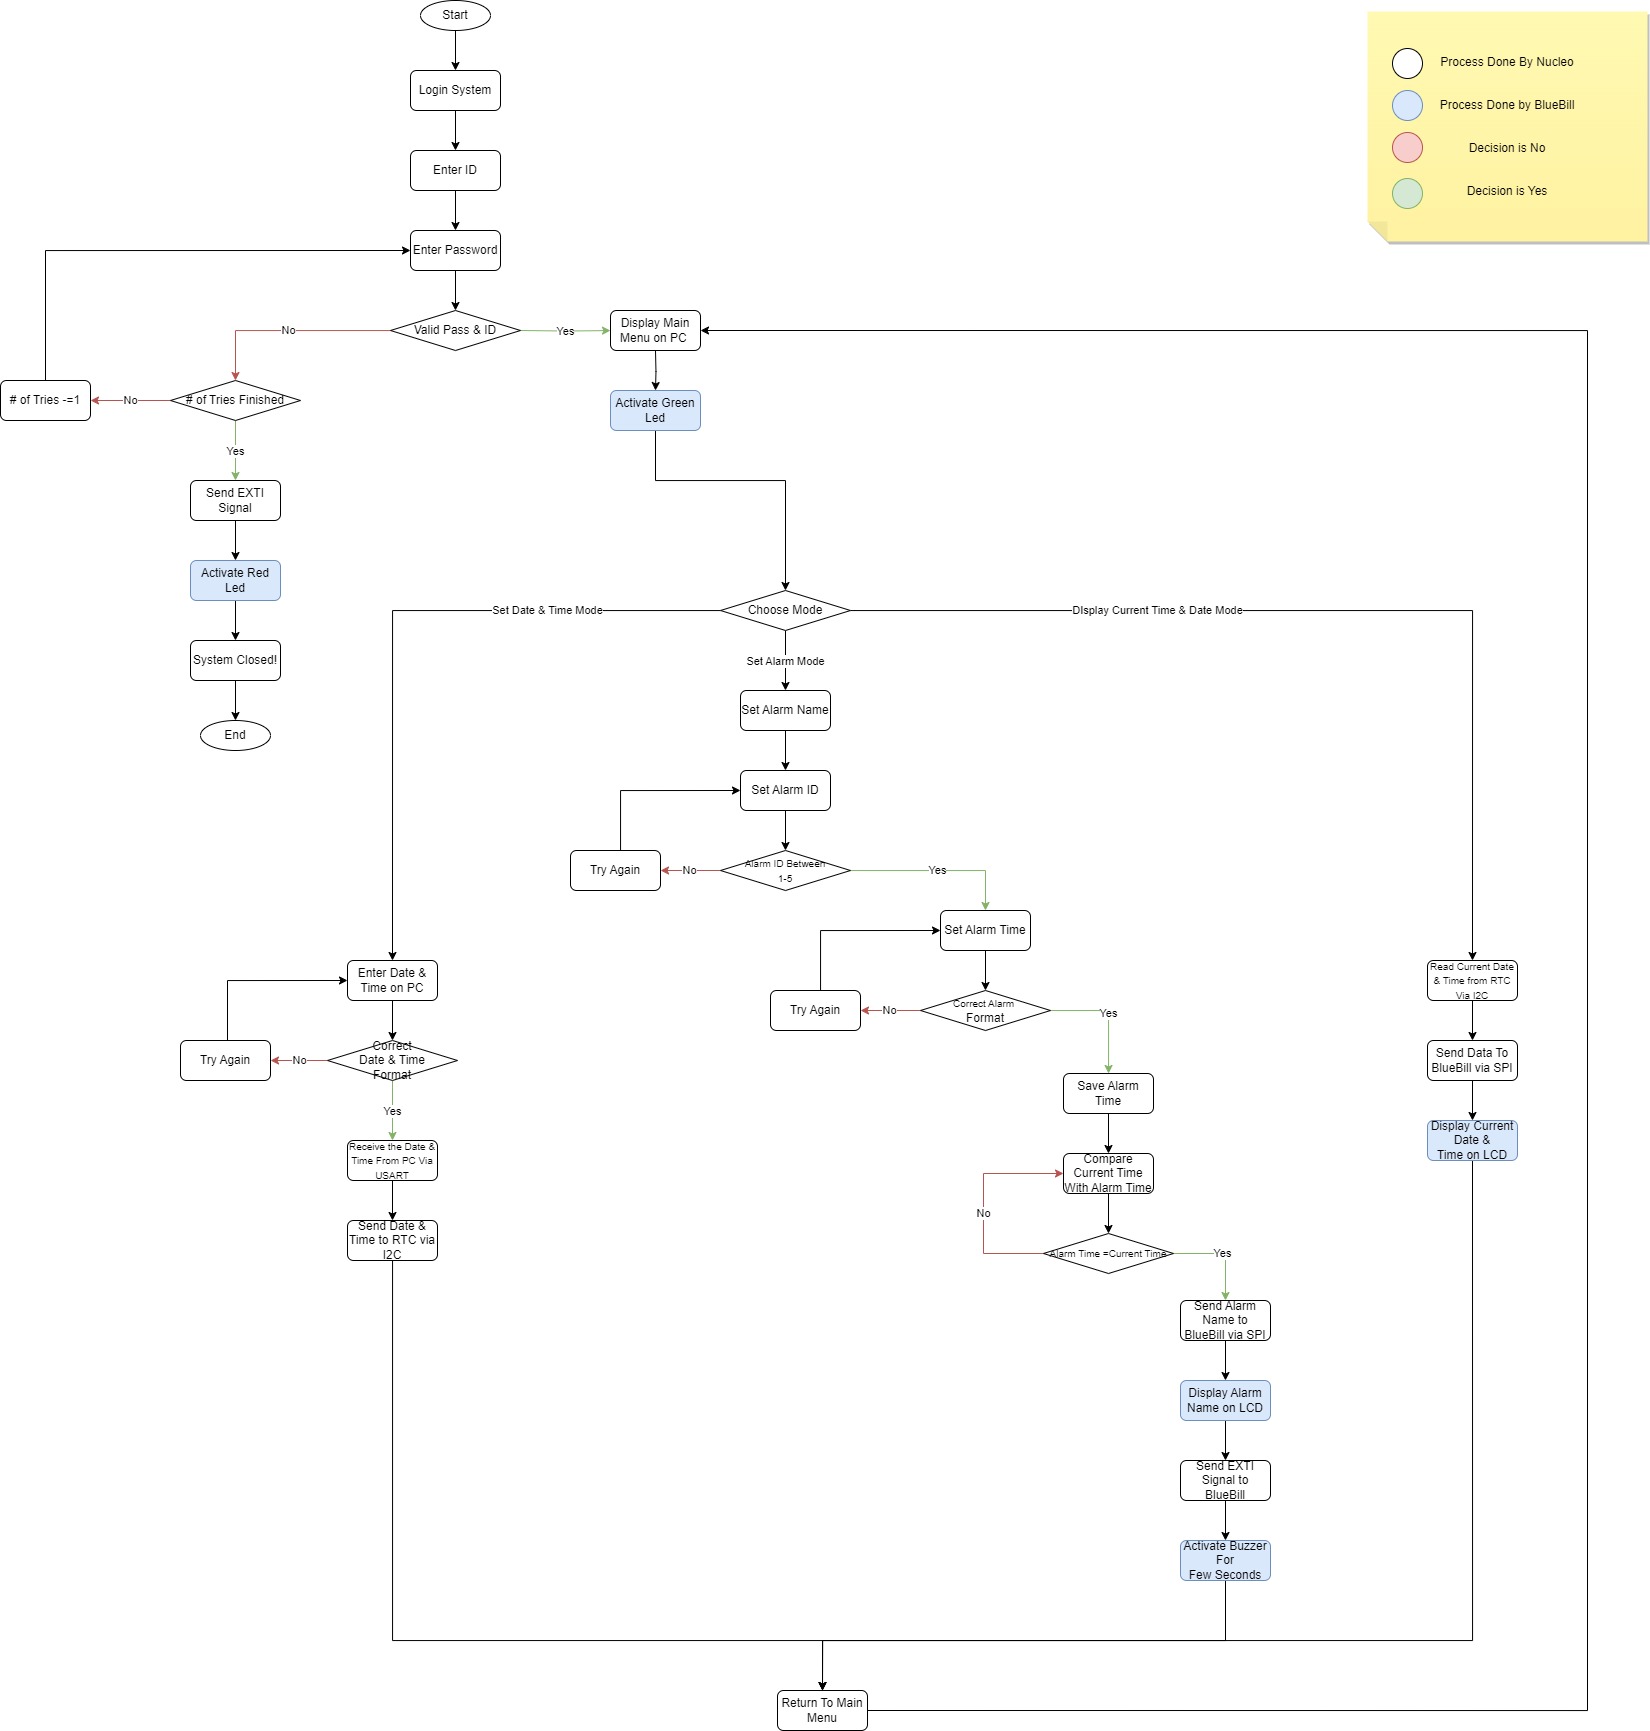 Start
Process Done By Nucleo
Login System
Process Done by BlueBill
Decision is No
Enter ID
Decision is Yes
Enter Password
No
Valid Pass & ID
Yes
Display Main
Menu on PC
# of Tries -=1
No
# of Tries Finished
Activate Green
Led
Yes
Send EXTI
Signal
Activate Red
Led
Set Date & Time Mode
Choose Mode
DIsplay Current Time & Date Mode
System Closed!
Set Alarm Mode
End
Set Alarm Name
Set Alarm ID
Try Again
No
Alarm ID Between
1-5
Yes
Set Alarm Time
Enter Date &
Time on PC
Try Again
No
Correct Alarm
Format
Yes
Read Current Date
& Time from RTC
Via I2C
Try Again
No
Correct
Date & Time
Format
Send Data To
BlueBill via SPI
Yes
Save Alarm
Time
Receive the Date &
Time From PC Via
USART
Compare
Current Time
With Alarm Time
Display Current
Date &
Time on LCD
No
Send Date &
Time to RTC via
I2C
Alarm Time =Current Time
Yes
Send Alarm
Name to
BlueBill via SPI
Display Alarm
Name on LCD
Send EXTI
Signal to
BlueBill
Activate Buzzer
For
Few Seconds
Return To Main
Menu